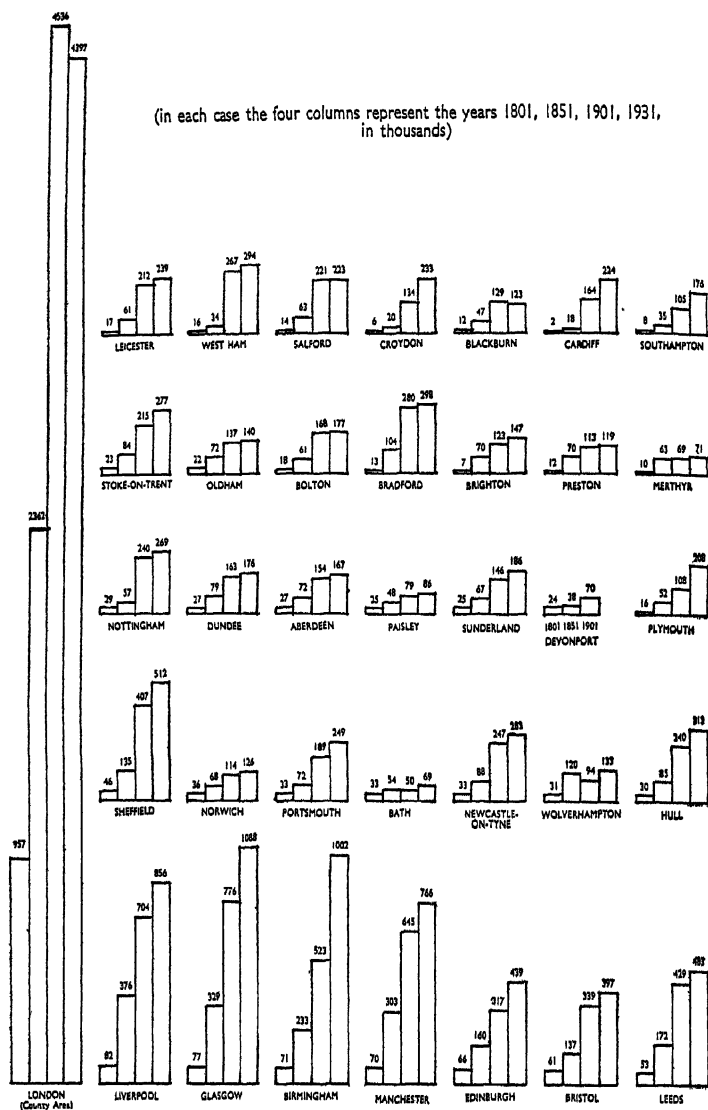 4536
4397
(in each case the four columns represent the years 1801, 1851, 1901, 1931,
in thousands)
17 61 212 239
LEICESTER
16 24 267 294
WEST HAM
14 63 221 223
SALFORD
6 20 134 233
CROYDON
12 47 129 123
BLACKBURN
2 18 164 224
CARDIFF
8 35 105 176
SOUTHAMPTON
2362
23 84 215 277
STOKE-ON-TRENT
22 72 137 140
OLDHAM
18 61 168 177
BOLTON
13 104 280 298
BRADFORD
7 70 123 147
BRIGHTON
12 70 113 119
PRESTON
10 63 69 71
MERTHYR
29 57 240 269
NOTTINGHAM
27 79 163 176
DUNDEE
27 72 154 167
ABERDEEN
25 48 79 86
PAISLEY
25 67 146 186
SUNDERLAND
24 38 70
1801 1851 1901
DEVONPORT
16 52 108 208
PLYMOUTH
46 135 407 512
SHEFFIELD
36 68 114 126
NORWICH
33 72 189 249
PORTSMOUTH
33 54 50 69
BATH
33 88 247 283
NEWCASTLE-
ON-TYNE
31 120 94 133
WOLVERHAMPTON
30 85 240 313
HULL
957
LONDON
(County Area)
82 376 704 856
LIVERPOOL
77 329 776 1088
GLASGOW
71 233 523 1002
BIRMINGHAM
70 303 645 766
MANCHESTER
66 160 317 439
EDINBURGH
61 137 339 397
BRISTOL
53 172 429 483
LEEDS